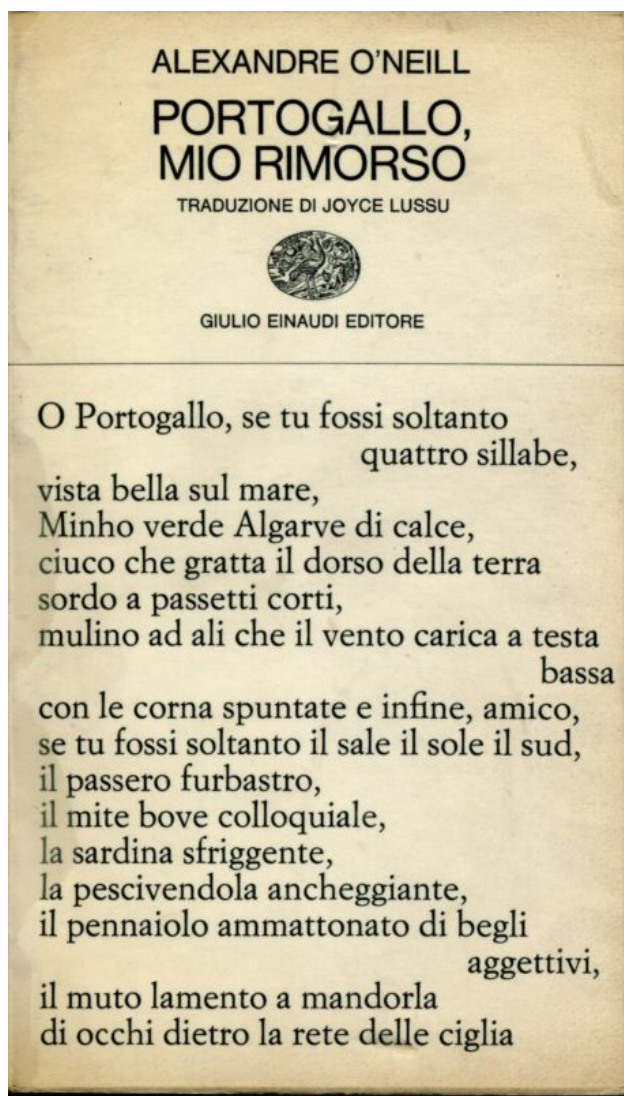 ALEXANDRE O'NEILL
PORTOGALLO,
MIO RIMORSO
TRADUZIONE DI JOYCE LUSSU
GIULIO EINAUDI EDITORE
O Portogallo, se tu fossi soltanto
quattro sillabe,
vista bella sul mare,
Minho verde Algarve di calce,
ciuco che gratta il dorso della terra
sordo a passetti corti,
mulino ad ali che il vento carica a testa
bassa
con le corna spuntate e infine, amico,
se tu fossi soltanto il sale il sole il sud,
il passero furbastro,
il mite bove colloquiale,
la sardina sfriggente,
la pescivendola ancheggiante,
il pennaiolo ammattonato di begli
aggettivi,
il muto lamento a mandorla
di occhi dietro la rete delle ciglia